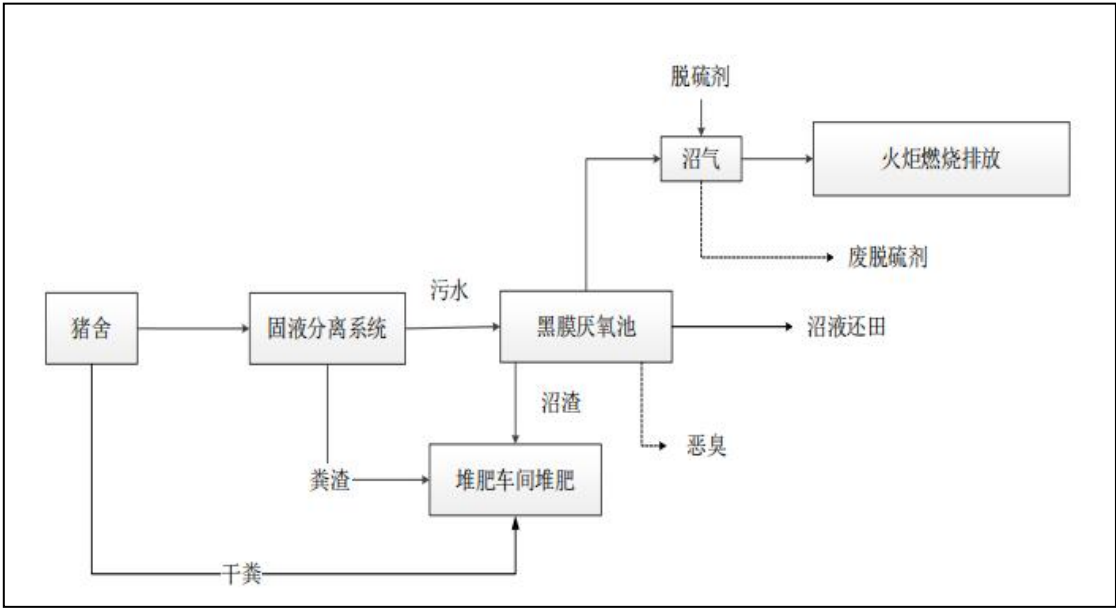 脱硫剂
沼气
火炬燃烧排放
废脱硫剂
污水
猪舍
固液分离系统
黑膜厌氧池
沼液还田
沼渣
恶臭
粪渣
堆肥车间堆肥
干粪